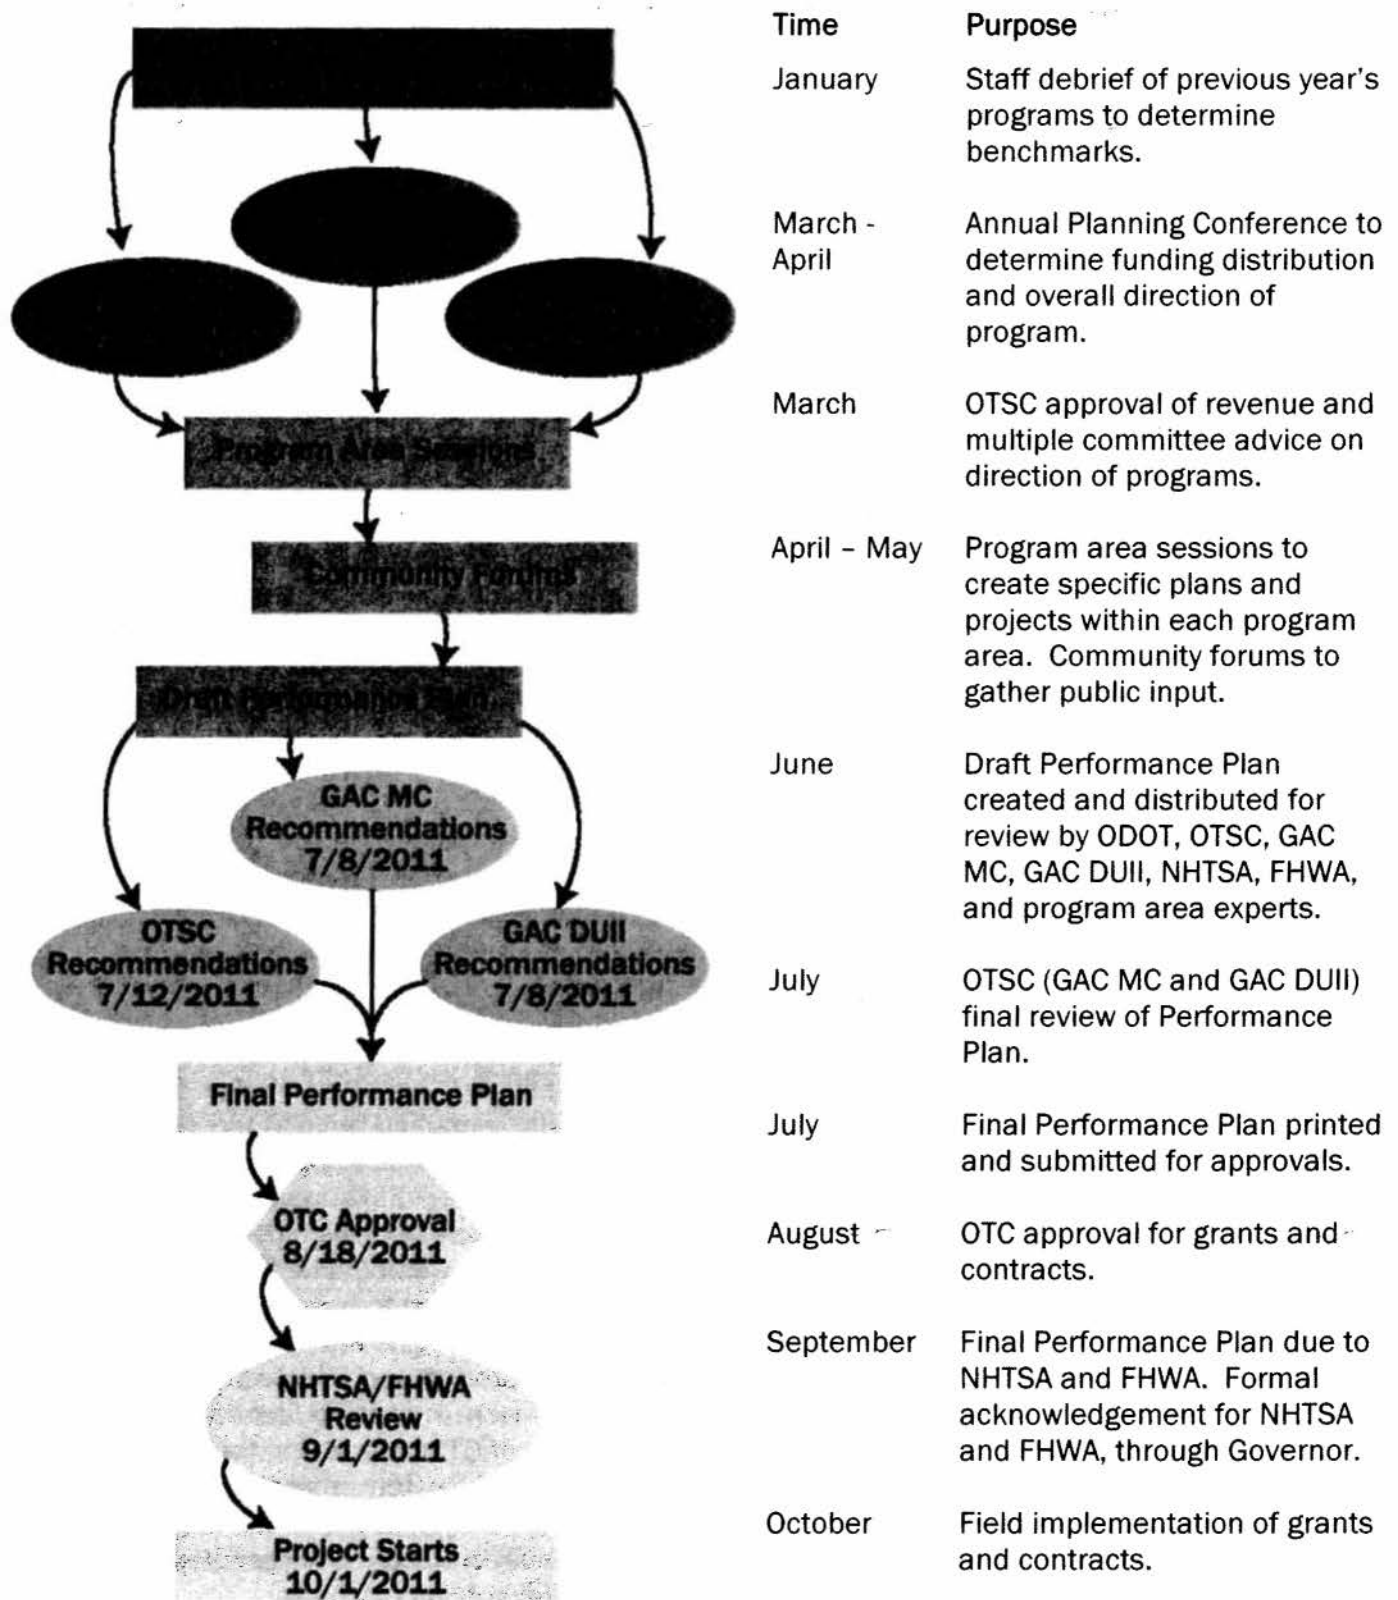 Program Area Sessions
Community Forums
Draft Performance Plan
GAC MC
Recommendations
7/8/2011
OTSC
Recommendations
7/12/2011
GAC DUII
Recommendations
7/8/2011
Final Performance Plan
OTC Approval
8/18/2011
NHTSA/FHWA
Review
9/1/2011
Project Starts
10/1/2011
Time Purpose
January Staff debrief of previous year's
programs to determine
benchmarks.
March - Annual Planning Conference to
April determine funding distribution
and overall direction of
program.
March OTSC approval of revenue and
multiple committee advice on
direction of programs.
April – May Program area sessions to
create specific plans and
projects within each program
area. Community forums to
gather public input.
June Draft Performance Plan
created and distributed for
review by ODOT, OTSC, GAC
MC, GAC DUII, NHTSA, FHWA,
and program area experts.
July OTSC (GAC MC and GAC DUII)
final review of Performance
Plan.
July Final Performance Plan printed
and submitted for approvals.
August OTC approval for grants and
contracts.
September Final Performance Plan due to
NHTSA and FHWA. Formal
acknowledgement for NHTSA
and FHWA, through Governor.
October Field implementation of grants
and contracts.